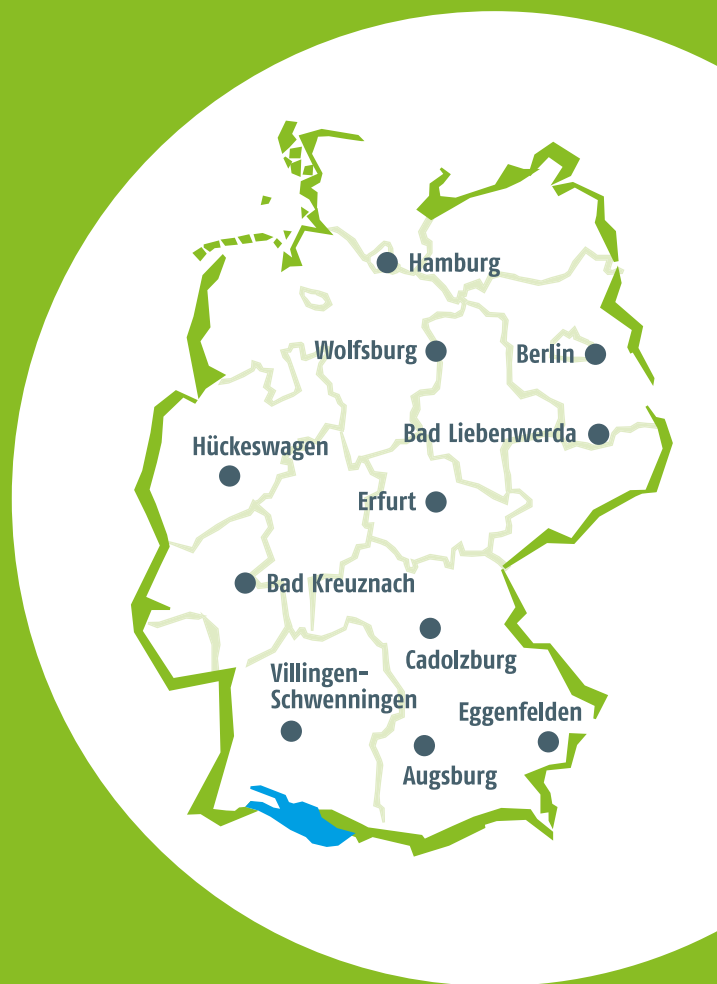 Hamburg
Wolfsburg
Berlin
Bad Liebenwerda
Hückeswagen
Erfurt
Bad Kreuznach
Cadolzburg
Villingen-
Schwenningen
Eggenfelden
Augsburg